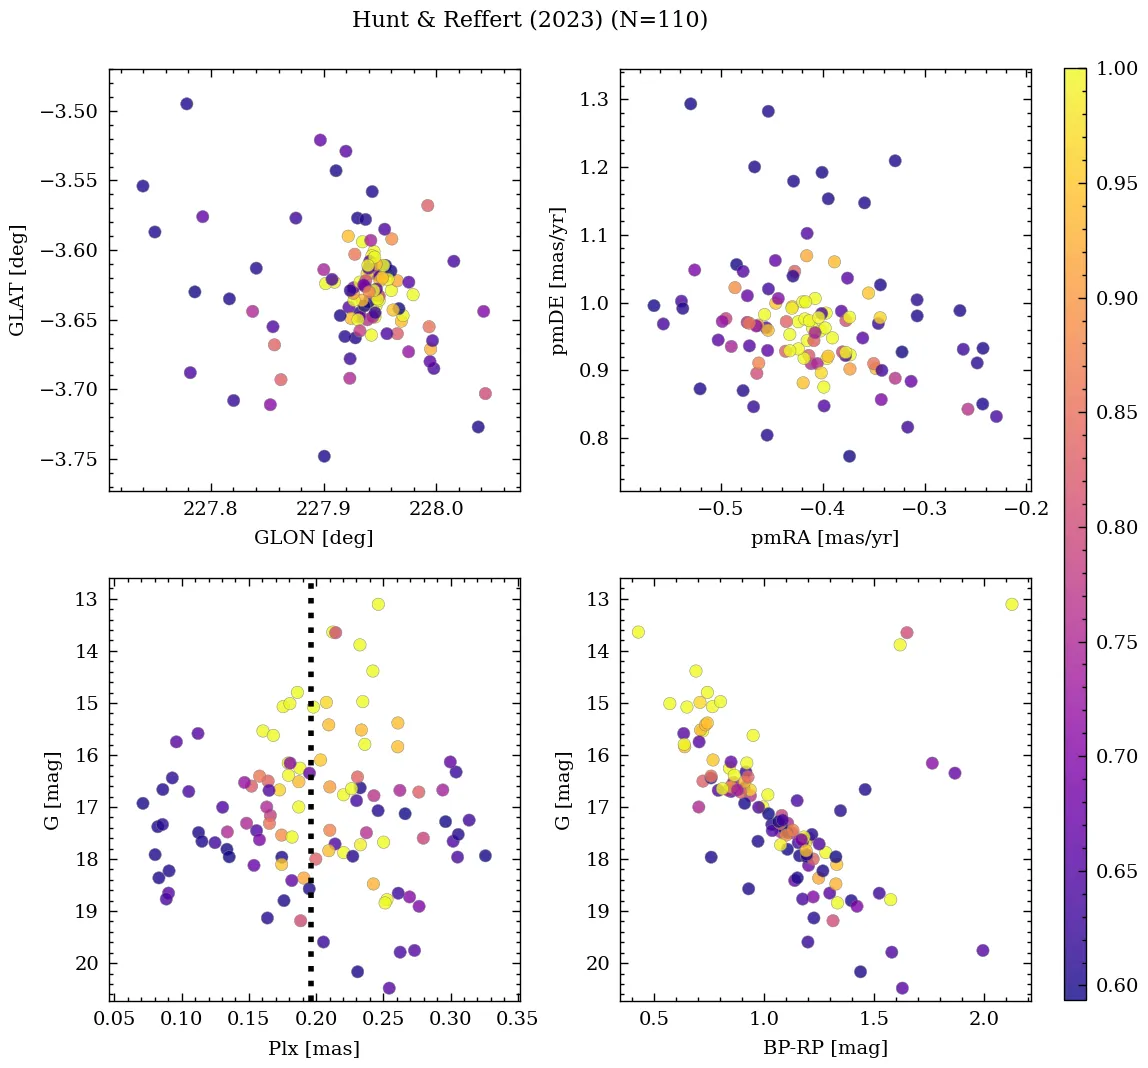 Hunt & Reffert (2023) (N=110)
−3.50
−3.55
−3.60
−3.65
−3.70
−3.75
GLAT [deg]
227.8 227.9 228.0
GLON [deg]
1.3
1.2
1.1
1.0
0.9
0.8
pmDE [mas/yr]
−0.5 −0.4 −0.3 −0.2
pmRA [mas/yr]
13
14
15
16
17
18
19
20
G [mag]
0.05 0.10 0.15 0.20 0.25 0.30 0.35
Plx [mas]
13
14
15
16
17
18
19
20
G [mag]
0.5 1.0 1.5 2.0
BP-RP [mag]
1.00
0.95
0.90
0.85
0.80
0.75
0.70
0.65
0.60